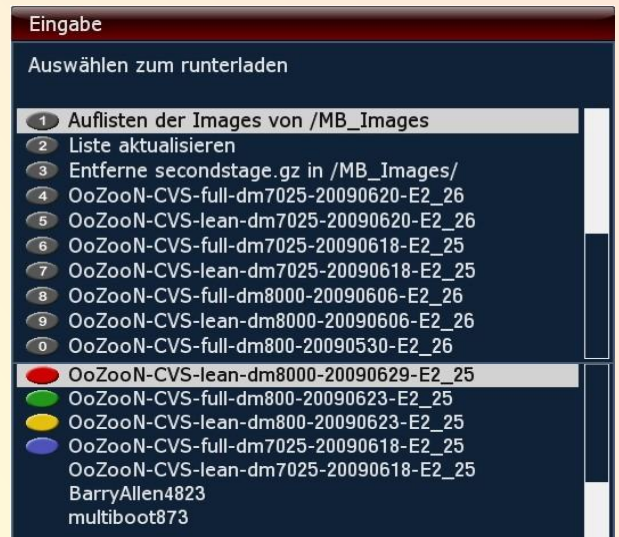 Eingabe
Auswählen zum runterladen
1 Auflisten der Images von /MB_Images
2 Liste aktualisieren
3 Entferne secondstage.gz in /MB_Images/
4 OoZooN-CVS-full-dm7025-20090620-E2_26
5 OoZooN-CVS-lean-dm7025-20090620-E2_26
6 OoZooN-CVS-full-dm7025-20090618-E2_25
7 OoZooN-CVS-lean-dm7025-20090618-E2_25
8 OoZooN-CVS-full-dm8000-20090606-E2_26
9 OoZooN-CVS-lean-dm8000-20090606-E2_26
0 OoZooN-CVS-full-dm800-20090530-E2_26
OoZooN-CVS-lean-dm8000-20090629-E2_25
OoZooN-CVS-full-dm800-20090623-E2_25
OoZooN-CVS-lean-dm800-20090623-E2_25
OoZooN-CVS-full-dm7025-20090618-E2_25
OoZooN-CVS-lean-dm7025-20090618-E2_25
BarryAllen4823
multiboot873